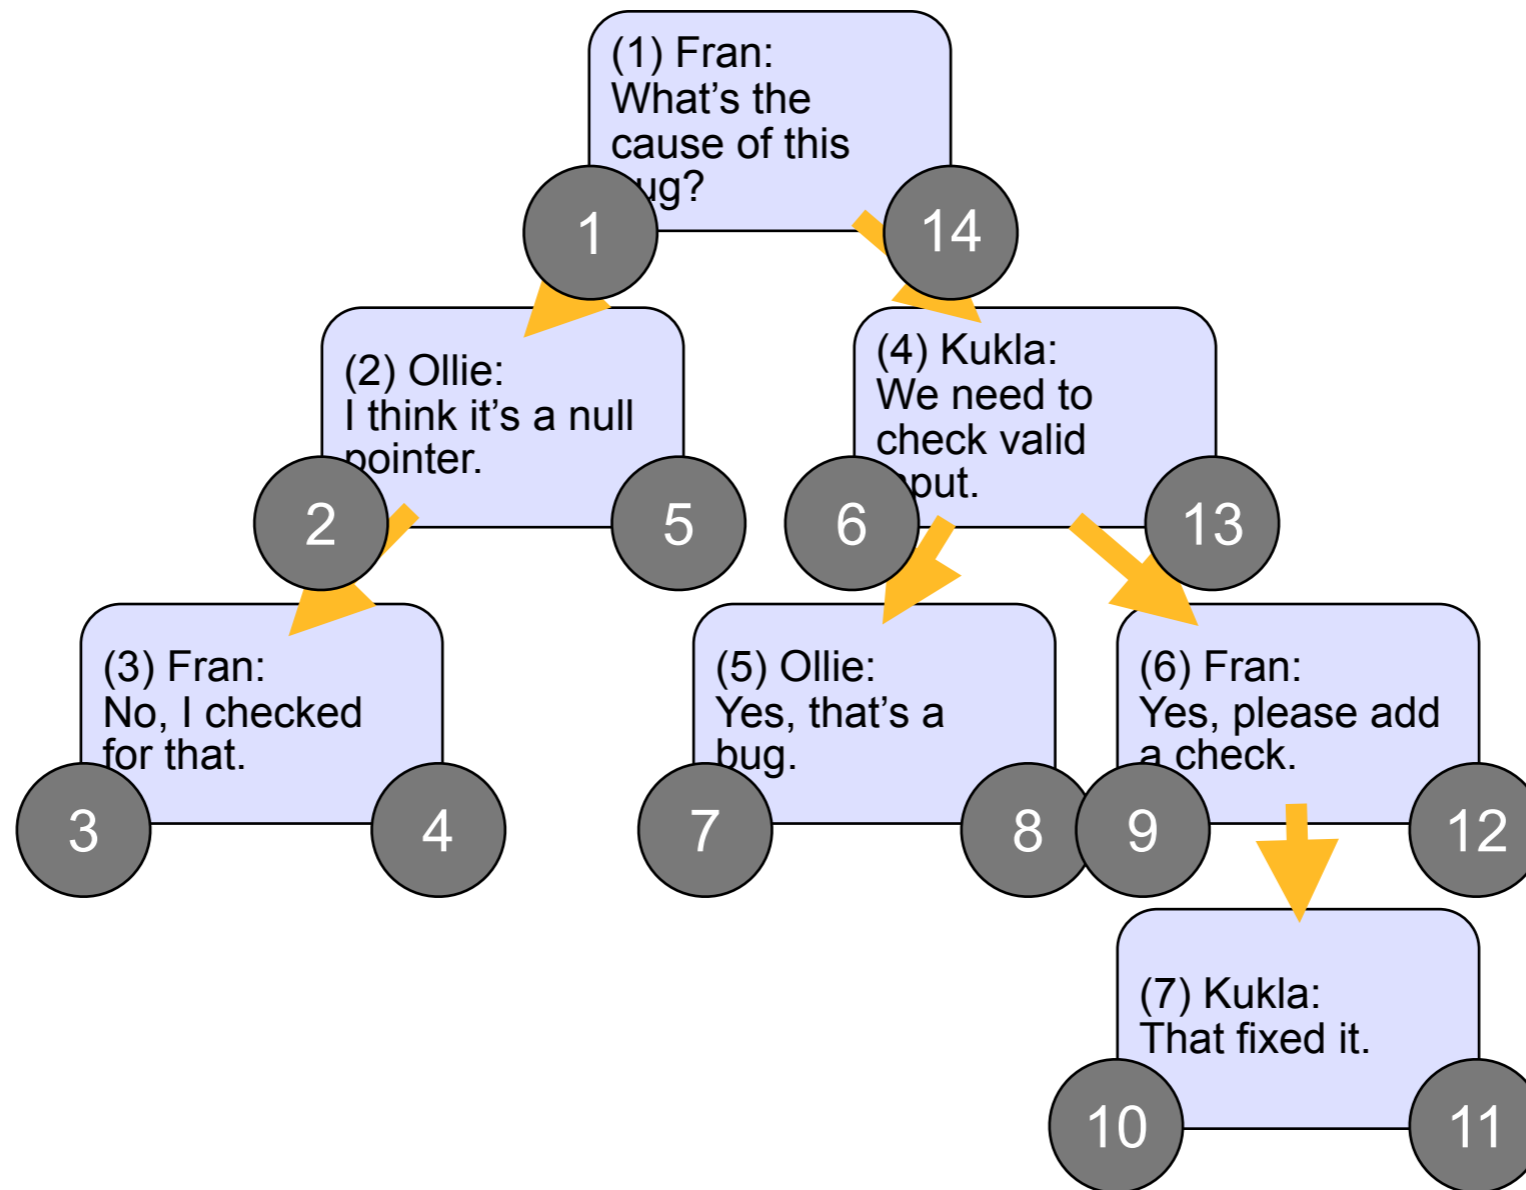 (1) Fran:
What's the
cause of this
ug?
1
14
(2) Ollie:
I think it's a null
pointer.
2
5
(4) Kukla:
We need to
check valid
put.
6
13
(3) Fran:
No, I checked
for that.
3
4
(5) Ollie:
Yes, that's a
bug.
7
8
(6) Fran:
Yes, please add
a check.
9
12
(7) Kukla:
That fixed it.
10
11